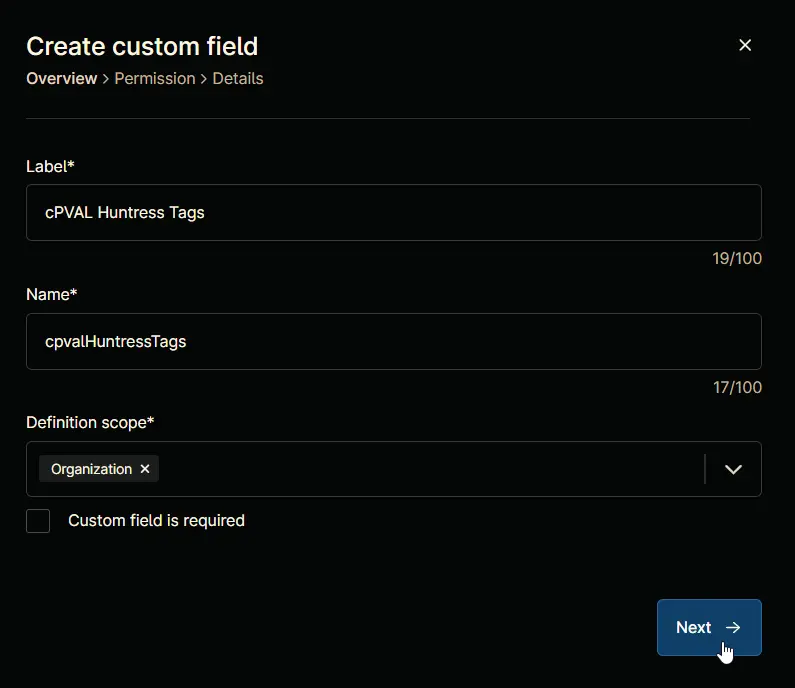 Create custom field
Overview > Permission > Details
Label*
cPVAL Huntress Tags
19/100
Name*
cpvalHuntressTags
17/100
Definition scope*
Organization
Custom field is required
Next